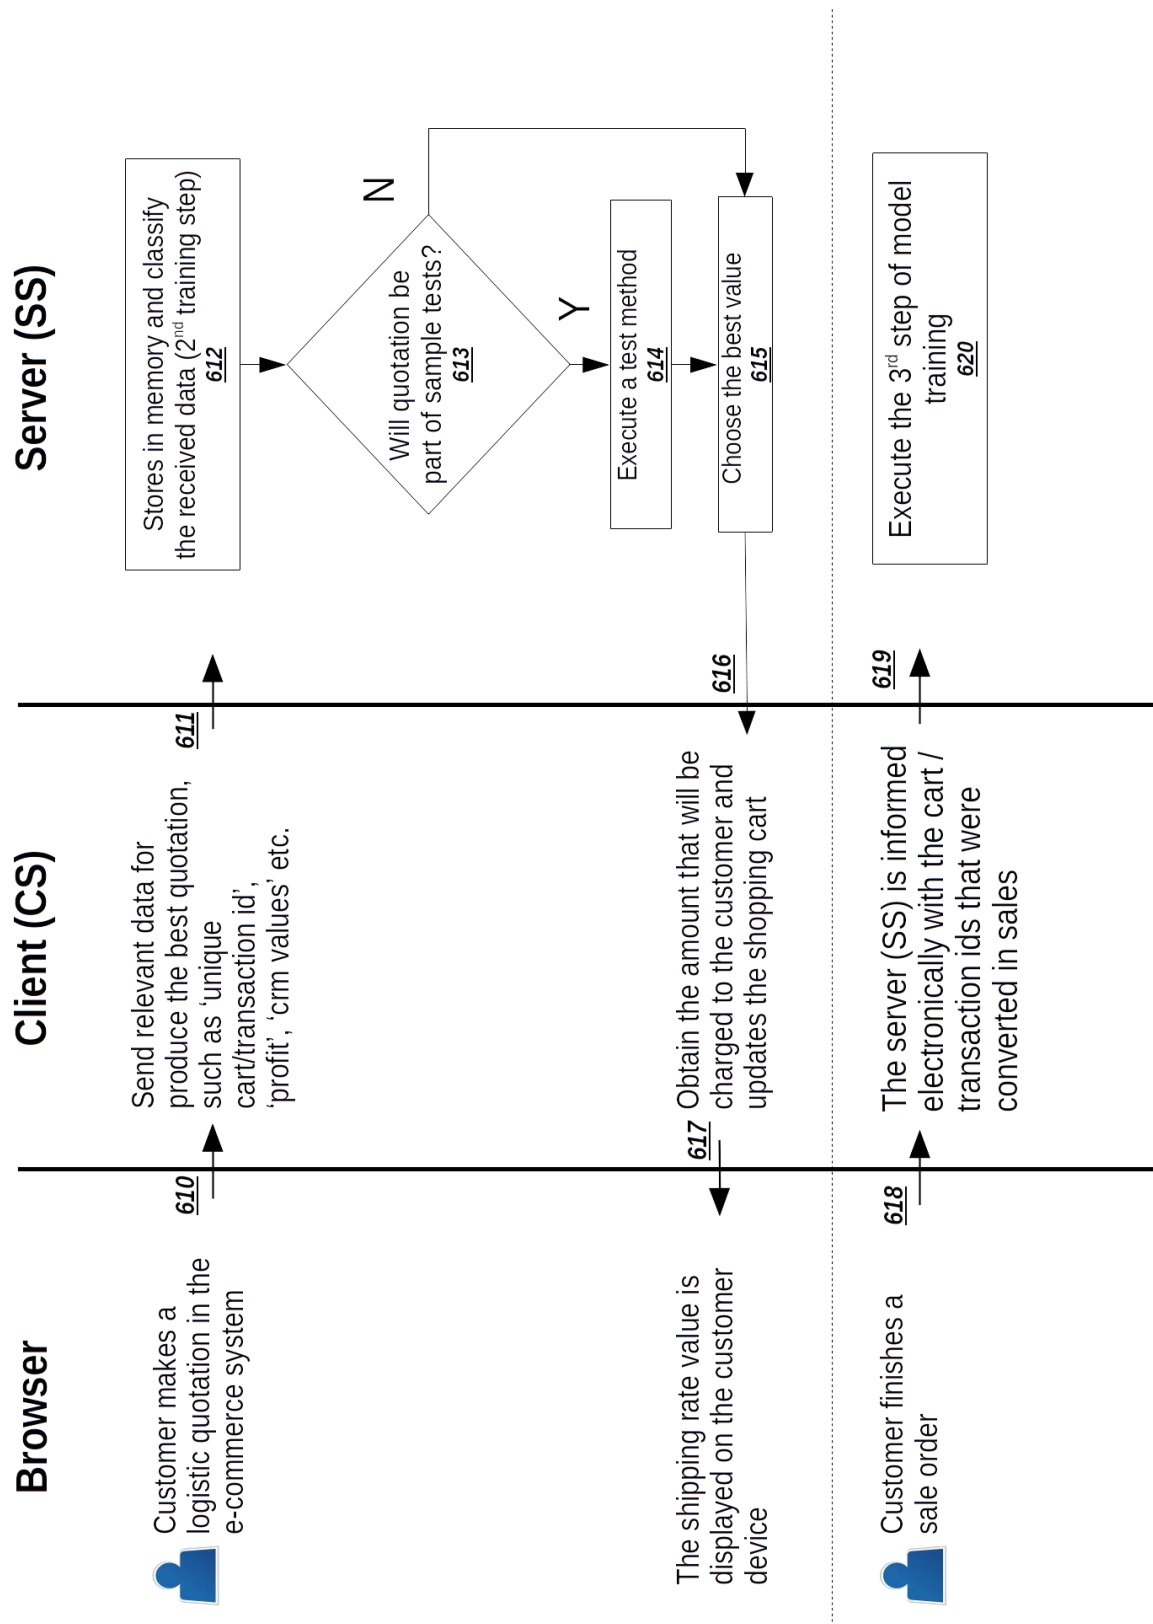 Browser
Client (CS)
Server (SS)
Customer makes a
logistic quotation in the
e-commerce system
610
Send relevant data for
produce the best quotation,
such as ‘unique
cart/transaction id’,
‘profit’, ‘crm values’ etc.
611
Stores in memory and classify
the received data (2nd training step)
612
Will quotation be
part of sample tests?
613
N
Y
Execute a test method
614
Choose the best value
615
616
Obtain the amount that will be
charged to the customer and
updates the shopping cart
617
The shipping rate value is
displayed on the customer
device
Customer finishes a
sale order
618
The server (SS) is informed
electronically with the cart /
transaction ids that were
converted in sales
619
Execute the 3rd step of model
training
620